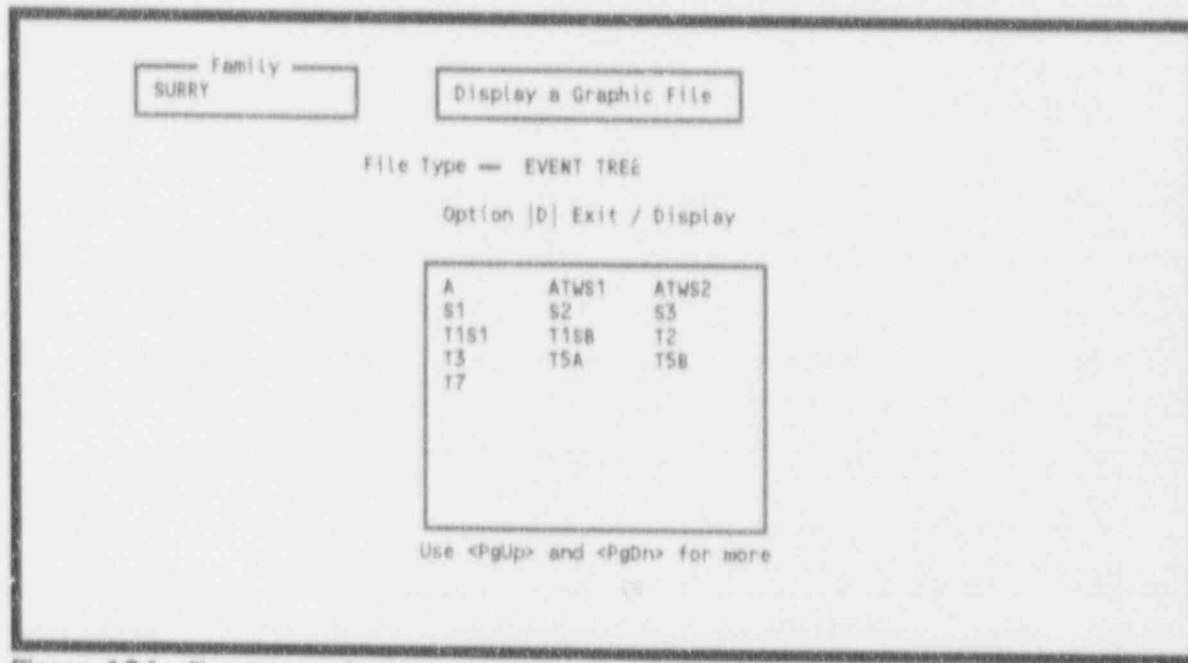 Family
SURRY
Display a Graphic File
File Type — EVENT TREE
Option |D| Exit / Display
A ATWS1 ATWS2
S1 S2 S3
T1S1 T1SB T2
T3 T5A T5B
T7
Use <PgUp> and <PgDn> for more